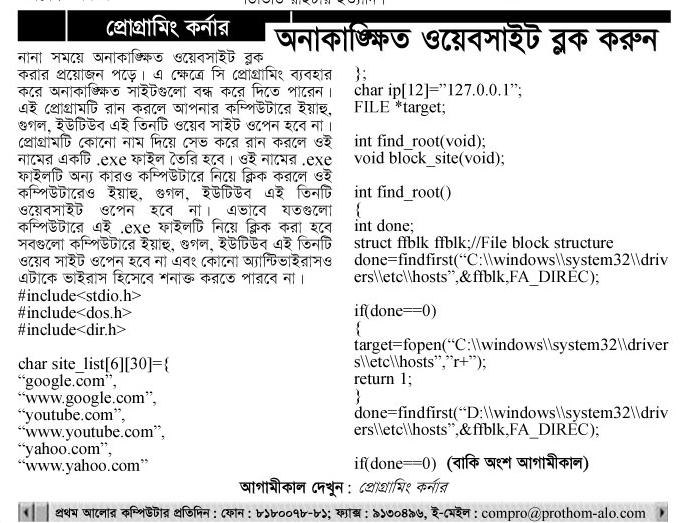 প্রোগ্রামিং কর্নার
অনাকাঙ্ক্ষিত ওয়েবসাইট ব্লক করুন
নানা সময়ে অনাকাঙ্ক্ষিত ওয়েবসাইট ব্লক
করার প্রয়োজন পড়ে। এ ক্ষেত্রে সি প্রোগ্রামিং ব্যবহার
করে অনাকাঙ্ক্ষিত সাইটগুলো বন্ধ করে দিতে পারেন।
এই প্রোগ্রামটি রান করলে আপনার কম্পিউটারে ইয়াহু,
গুগল, ইউটিউব এই তিনটি ওয়েব সাইট ওপেন হবে না।
প্রোগ্রামটি কোনো নাম দিয়ে সেভ করে রান করলে ওই
নামের একটি .exe ফাইল তৈরি হবে। ওই নামের .exe
ফাইলটি অন্য কারও কম্পিউটারে নিয়ে ক্লিক করলে ওই
কম্পিউটারেও ইয়াহু, গুগল, ইউটিউব এই তিনটি
ওয়েবসাইট ওপেন হবে না। এভাবে যতগুলো
কম্পিউটারে এই .exe ফাইলটি নিয়ে ক্লিক করা হবে
সবগুলো কম্পিউটারে ইয়াহু, গুগল, ইউটিউব এই তিনটি
ওয়েব সাইট ওপেন হবে না এবং কোনো অ্যান্টিভাইরাসও
এটাকে ভাইরাস হিসেবে শনাক্ত করতে পারবে না।
#include<stdio.h>
#include<dos.h>
#include<dir.h>
char site_list[6][30]={
“google.com”,
“www.google.com”,
“youtube.com”,
“www.youtube.com”,
“yahoo.com”,
“www.yahoo.com”
};
char ip[12]=”127.0.0.1”;
FILE *target;
int find_root(void);
void block_site(void);
int find_root()
{
int done;
struct ffblk ffblk;//File block structure
done=findfirst(“C:\\windows\\system32\\driv
ers\\etc\\hosts”,&ffblk,FA_DIREC);
if(done==0)
{
target=fopen(“C:\\windows\\system32\\driver
s\\etc\\hosts”,”r+”);
return 1;
}
done=findfirst(“D:\\windows\\system32\\driv
ers\\etc\\hosts”,&ffblk,FA_DIREC);
if(done==0) (বাকি অংশ আগামীকাল)
আগামীকাল দেখুন : প্রোগ্রামিং কর্নার
প্রথম আলোর কম্পিউটার প্রতিদিন : ফোন : ৮১৮০০৭৮-৮১; ফ্যাক্স : ৯১৩০৪৯৬, ই-মেইল : compro@prothom-alo.com